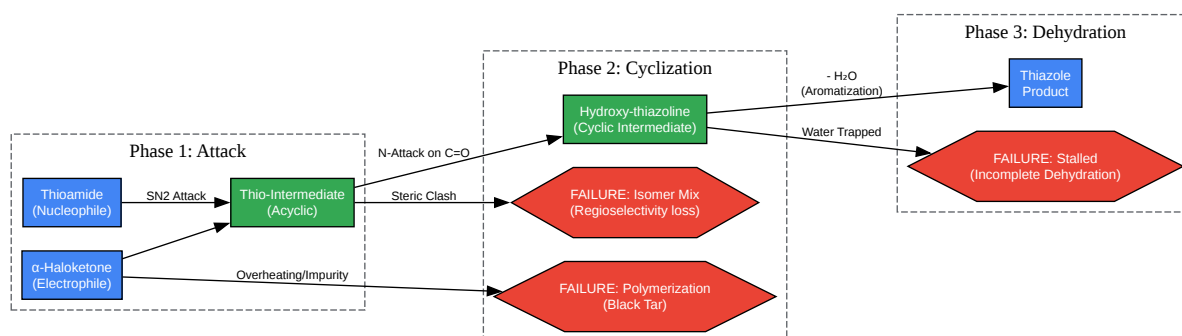 Phase 1: Attack
Thioamide
(Nucleophile)
SN2 Attack
Thio-Intermediate
(Acyclic)
α-Haloketone
(Electrophile)
Overheating/Impurity
N-Attack on C=O
Steric Clash
Phase 2: Cyclization
Hydroxy-thiazoline
(Cyclic Intermediate)
FAILURE: Isomer Mix
(Regioselectivity loss)
FAILURE: Polymerization
(Black Tar)
- H₂O
(Aromatization)
Water Trapped
Phase 3: Dehydration
Thiazole
Product
FAILURE: Stalled
(Incomplete Dehydration)